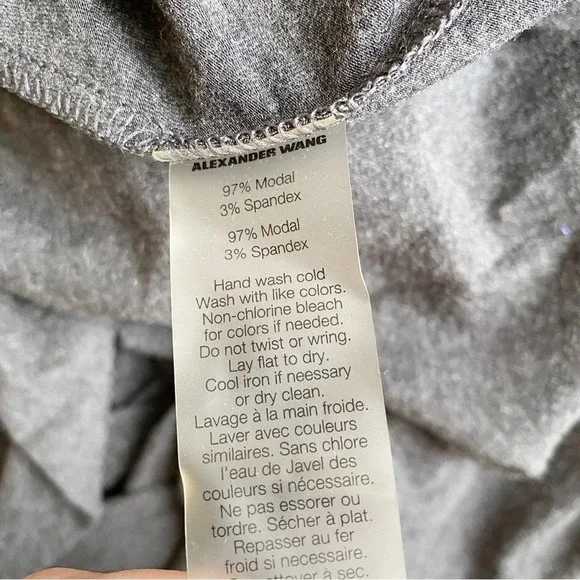 ALEXANDER WANG
97% Modal
3% Spandex
97% Modal
3% Spandex
Hand wash cold
Wash with like colors.
Non-chlorine bleach
for colors if needed.
Do not twist or wring.
Lay flat to dry.
Cool iron if neessary
or dry clean.
Lavage à la main froide.
Laver avec couleurs
similaires. Sans chlore
l'eau de Javel des
couleurs si nécessaire.
Ne pas essorer ou
tordre. Sécher à plat.
Repasser au fer
froid si necessaire.
à sec.